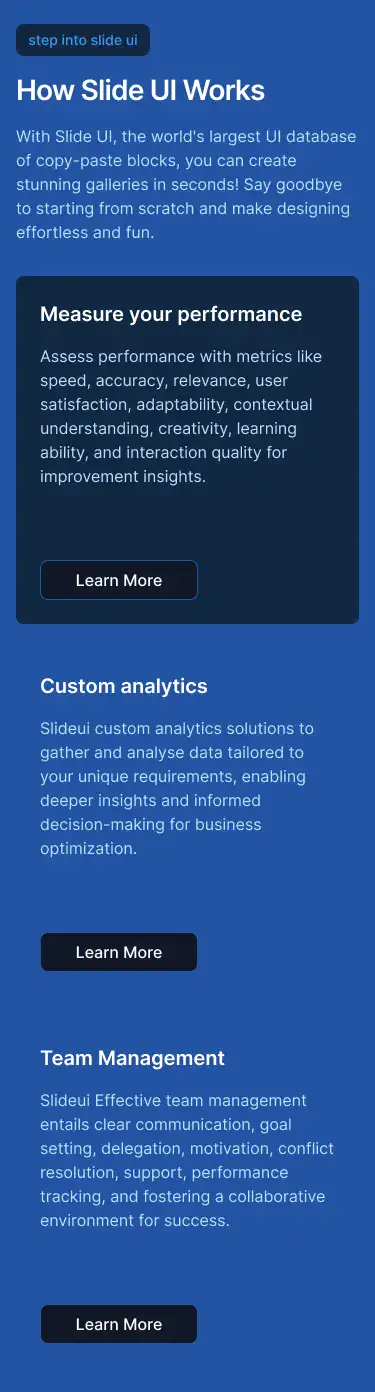 step into slide ui
How Slide UI Works
With Slide UI, the world's largest UI database
of copy-paste blocks, you can create
stunning galleries in seconds! Say goodbye
to starting from scratch and make designing
effortless and fun.
Measure your performance
Assess performance with metrics like
speed, accuracy, relevance, user
satisfaction, adaptability, contextual
understanding, creativity, learning
ability, and interaction quality for
improvement insights.
Learn More
Custom analytics
Slideui custom analytics solutions to
gather and analyse data tailored to
your unique requirements, enabling
deeper insights and informed
decision-making for business
optimization.
Learn More
Team Management
Slideui Effective team management
entails clear communication, goal
setting, delegation, motivation, conflict
resolution, support, performance
tracking, and fostering a collaborative
environment for success.
Learn More